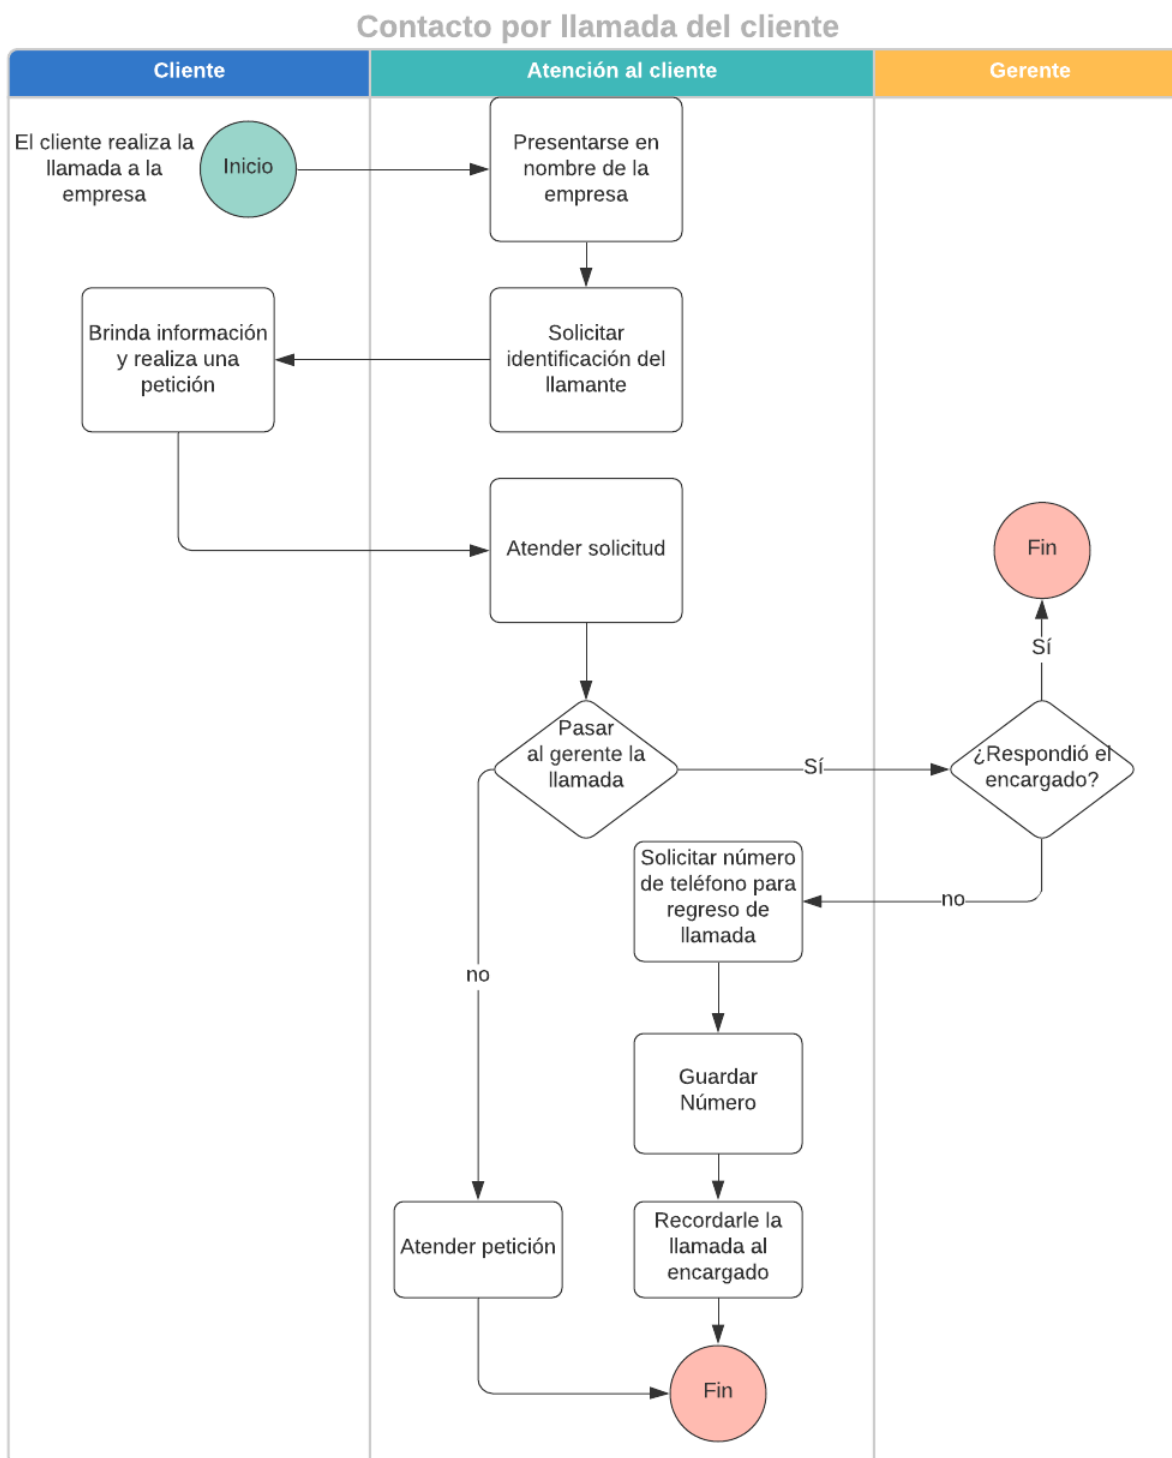 Contacto por llamada del cliente
Cliente
Atención al cliente
Gerente
El cliente realiza la
llamada a la
empresa
Inicio
Presentarse en
nombre de la
empresa
Brinda información
y realiza una
petición
Solicitar
identificación del
llamante
Atender solicitud
Fin
Sí
Pasar
al gerente la
llamada
Sí
¿Respondió el
encargado?
Solicitar número
de teléfono para
regreso de
llamada
no
no
Guardar
Número
Atender petición
Recordarle la
llamada al
encargado
Fin